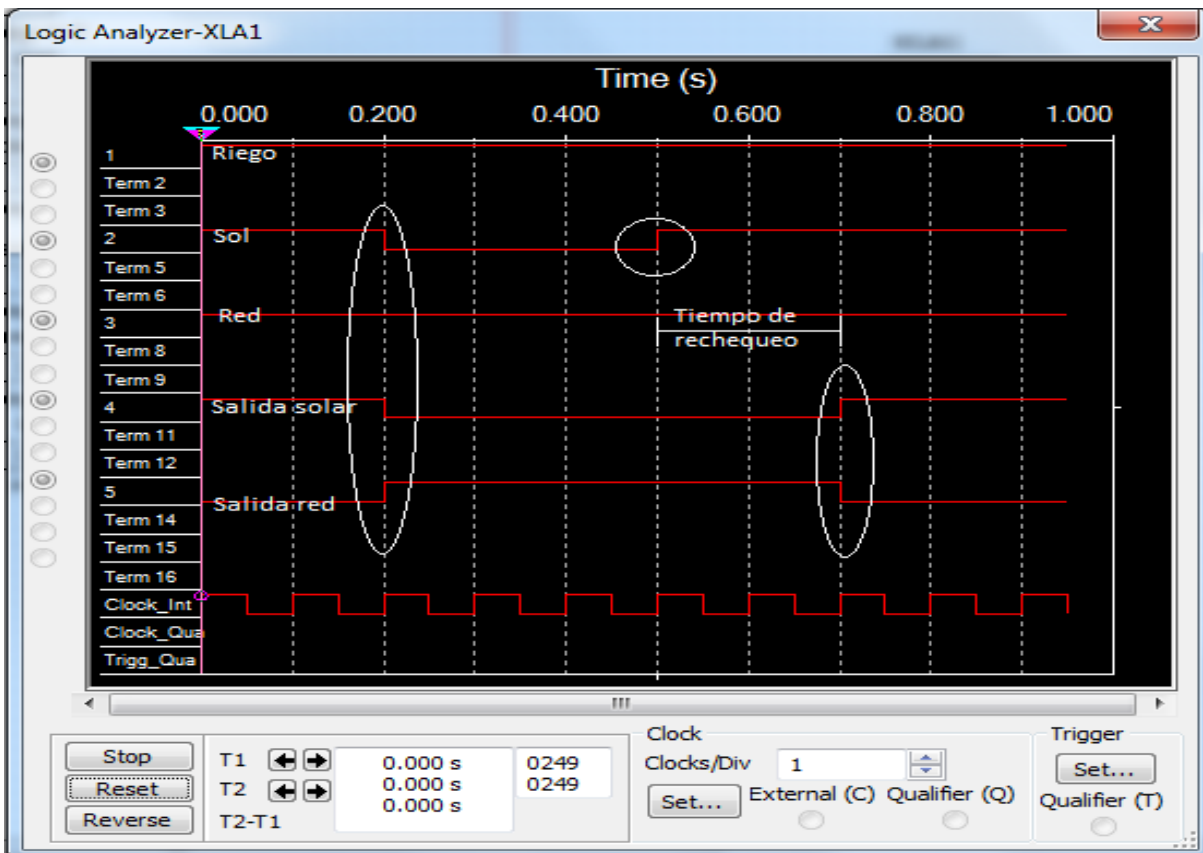 Logic Analyzer-XLA1
Time (s)
0.000 0.200 0.400 0.600 0.800 1.000
1 Riego
Term 2
Term 3
2 Sol
Term 5
Term 6
3 Red Tiempo de
rechequeo
Term 8
Term 9
4 Salida solar
Term 11
Term 12
5 Salida red
Term 14
Term 15
Term 16
Clock_Int
Clock_Qua
Trigg_Qua
Stop
Reset
Reverse
T1 0.000 s 0249
T2 0.000 s 0249
T2-T1 0.000 s
Clock
Clocks/Div 1
Set... External (C) Qualifier (Q)
Trigger
Set...
Qualifier (T)